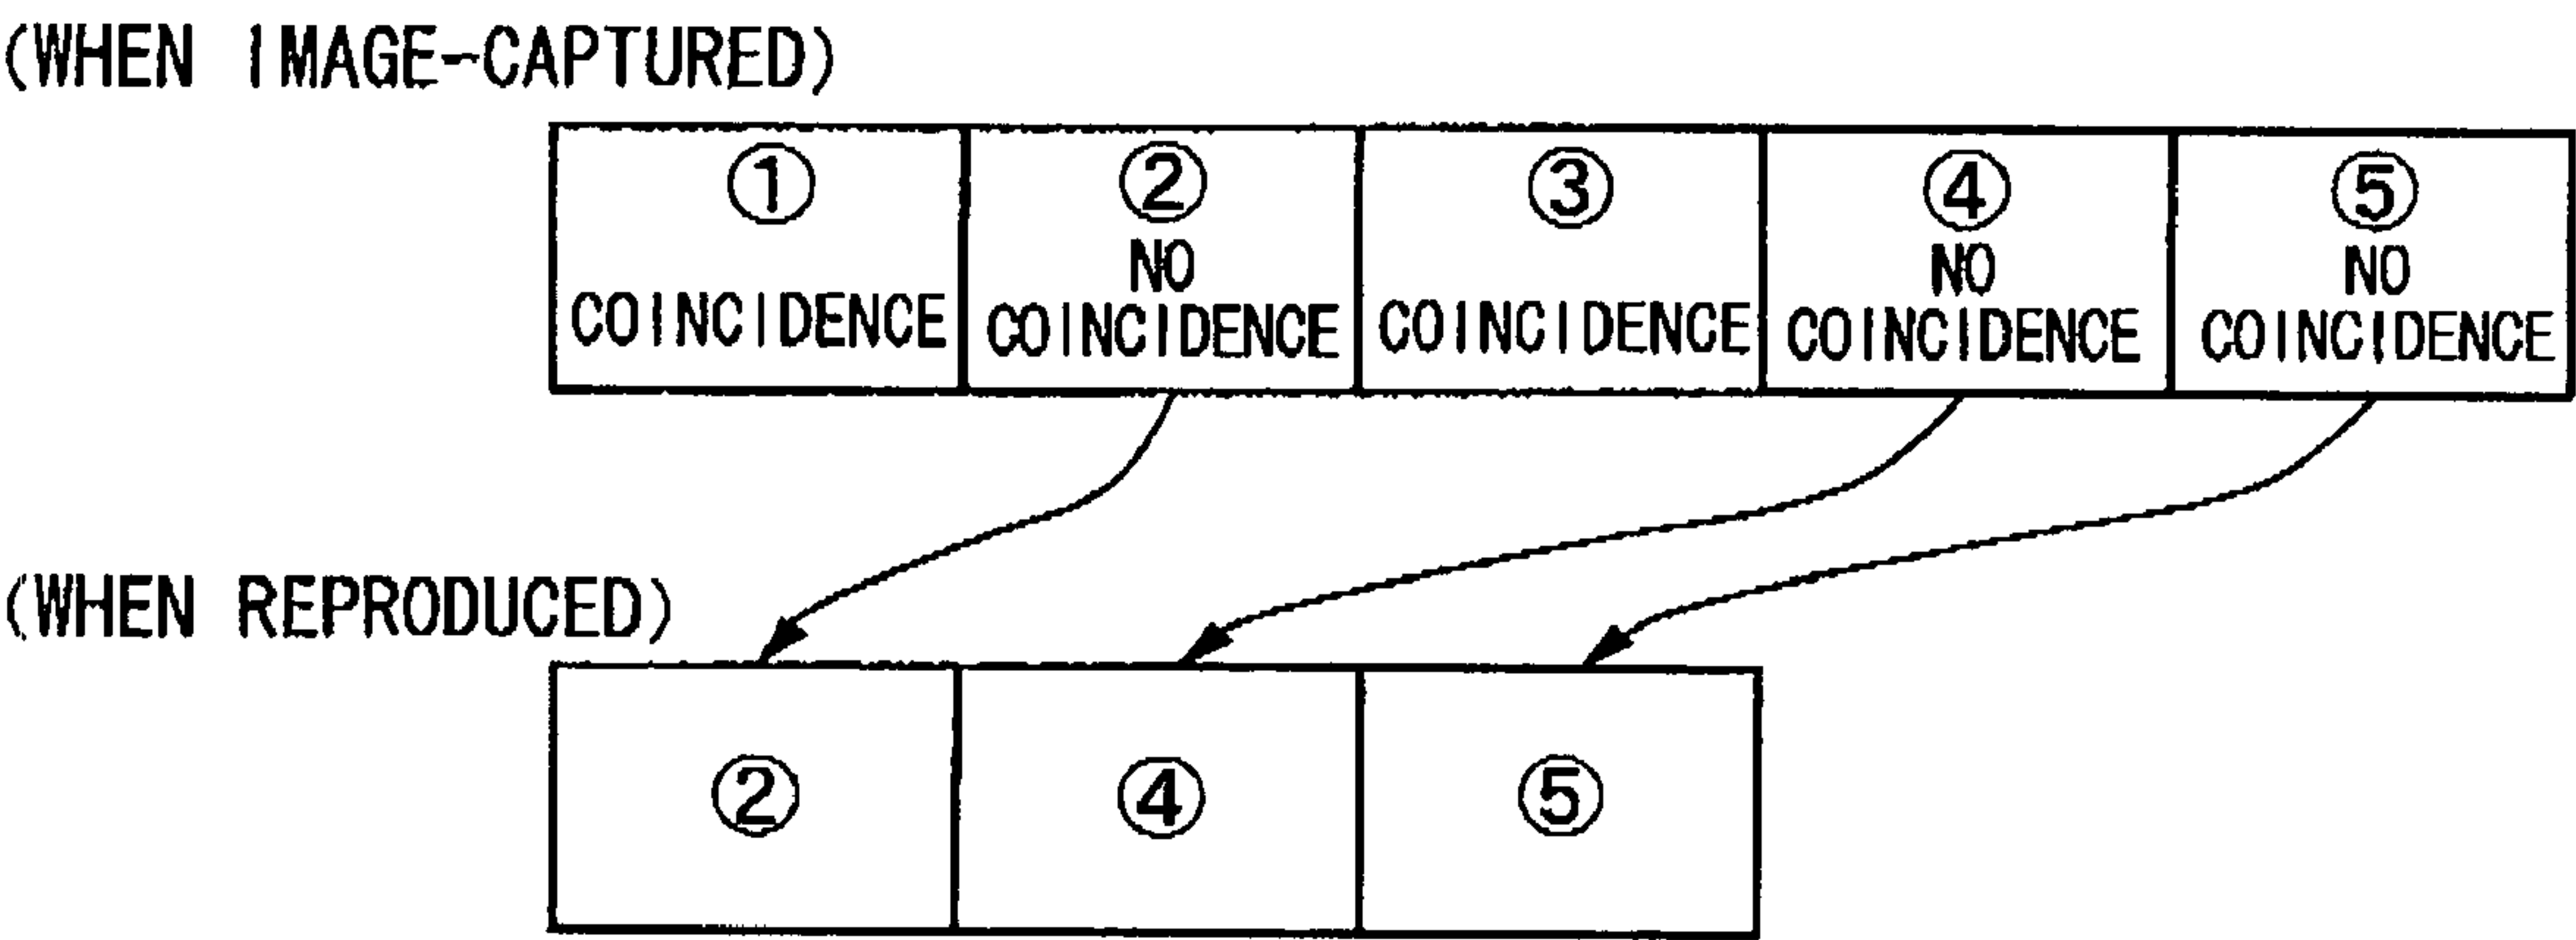 (WHEN IMAGE-CAPTURED)
① ② ③ ④ ⑤
NO NO NO
COINCIDENCE COINCIDENCE COINCIDENCE COINCIDENCE COINCIDENCE
(WHEN REPRODUCED)
② ④ ⑤